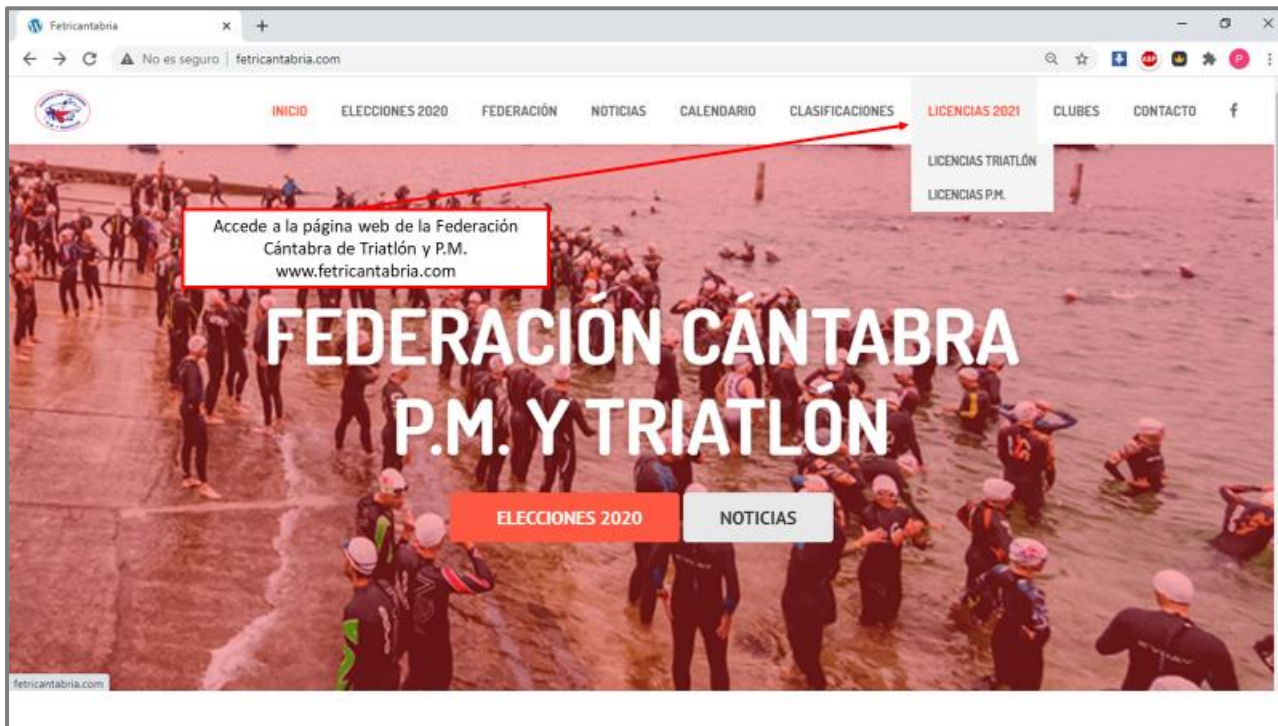 Fetricantabria
No es seguro
fetricantabria.com
ABP
P
INICIO
ELECCIONES 2020
FEDERACIÓN
NOTICIAS
CALENDARIO
CLASIFICACIONES
LICENCIAS 2021
CLUBES
CONTACTO
f
LICENCIAS TRIATLÓN
LICENCIAS P.M.
Accede a la página web de la Federación
Cántabra de Triatlón y P.M.
www.fetricantabria.com
FEDERACIÓN CÁNTABRA
P.M. Y TRIATLÓN
ELECCIONES 2020
NOTICIAS
fetricantabria.com